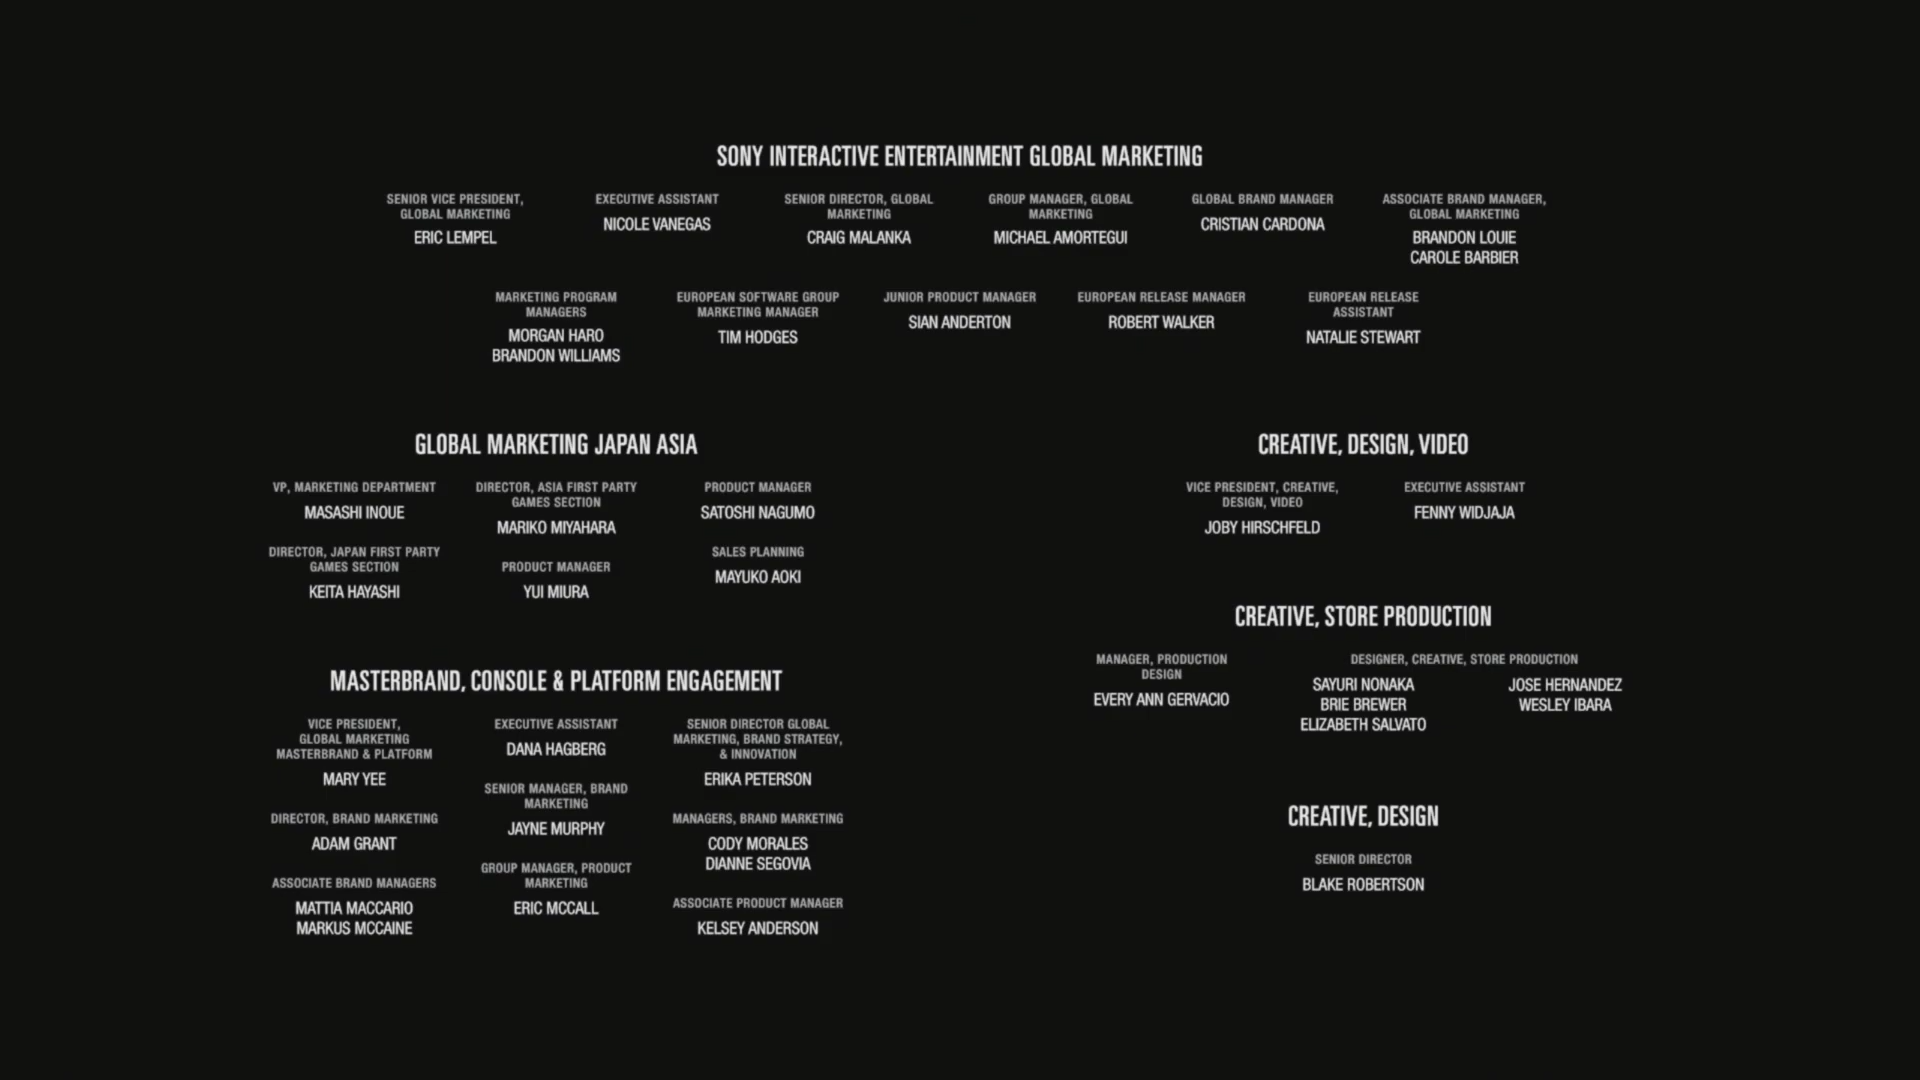 SONY INTERACTIVE ENTERTAINMENT GLOBAL MARKETING
SENIOR VICE PRESIDENT,
GLOBAL MARKETING
ERIC LEMPEL
EXECUTIVE ASSISTANT
NICOLE VANEGAS
SENIOR DIRECTOR, GLOBAL
MARKETING
CRAIG MALANKA
GROUP MANAGER, GLOBAL
MARKETING
MICHAEL AMORTEGUI
GLOBAL BRAND MANAGER
CRISTIAN CARDONA
ASSOCIATE BRAND MANAGER,
GLOBAL MARKETING
BRANDON LOUIE
CAROLE BARBIER
MARKETING PROGRAM
MANAGERS
MORGAN HARO
BRANDON WILLIAMS
EUROPEAN SOFTWARE GROUP
MARKETING MANAGER
TIM HODGES
JUNIOR PRODUCT MANAGER
SIAN ANDERTON
EUROPEAN RELEASE MANAGER
ROBERT WALKER
EUROPEAN RELEASE
ASSISTANT
NATALIE STEWART
GLOBAL MARKETING JAPAN ASIA
VP, MARKETING DEPARTMENT
MASASHI INOUE
DIRECTOR, JAPAN FIRST PARTY
GAMES SECTION
KEITA HAYASHI
DIRECTOR, ASIA FIRST PARTY
GAMES SECTION
MARIKO MIYAHARA
PRODUCT MANAGER
YUI MIURA
PRODUCT MANAGER
SATOSHI NAGUMO
SALES PLANNING
MAYUKO AOKI
MASTERBRAND, CONSOLE & PLATFORM ENGAGEMENT
VICE PRESIDENT,
GLOBAL MARKETING
MASTERBRAND & PLATFORM
MARY YEE
DIRECTOR, BRAND MARKETING
ADAM GRANT
ASSOCIATE BRAND MANAGERS
MATTIA MACCARIO
MARKUS MCCAINE
EXECUTIVE ASSISTANT
DANA HAGBERG
SENIOR MANAGER, BRAND
MARKETING
JAYNE MURPHY
GROUP MANAGER, PRODUCT
MARKETING
ERIC MCCALL
SENIOR DIRECTOR GLOBAL
MARKETING, BRAND STRATEGY,
& INNOVATION
ERIKA PETERSON
MANAGERS, BRAND MARKETING
CODY MORALES
DIANNE SEGOVIA
ASSOCIATE PRODUCT MANAGER
KELSEY ANDERSON
CREATIVE, DESIGN, VIDEO
VICE PRESIDENT, CREATIVE,
DESIGN, VIDEO
JOBY HIRSCHFELD
EXECUTIVE ASSISTANT
FENNY WIDJAJA
CREATIVE, STORE PRODUCTION
MANAGER, PRODUCTION
DESIGN
EVERY ANN GERVACIO
DESIGNER, CREATIVE, STORE PRODUCTION
SAYURI NONAKA
BRIE BREWER
ELIZABETH SALVATO
JOSE HERNANDEZ
WESLEY IBARA
CREATIVE, DESIGN
SENIOR DIRECTOR
BLAKE ROBERTSON